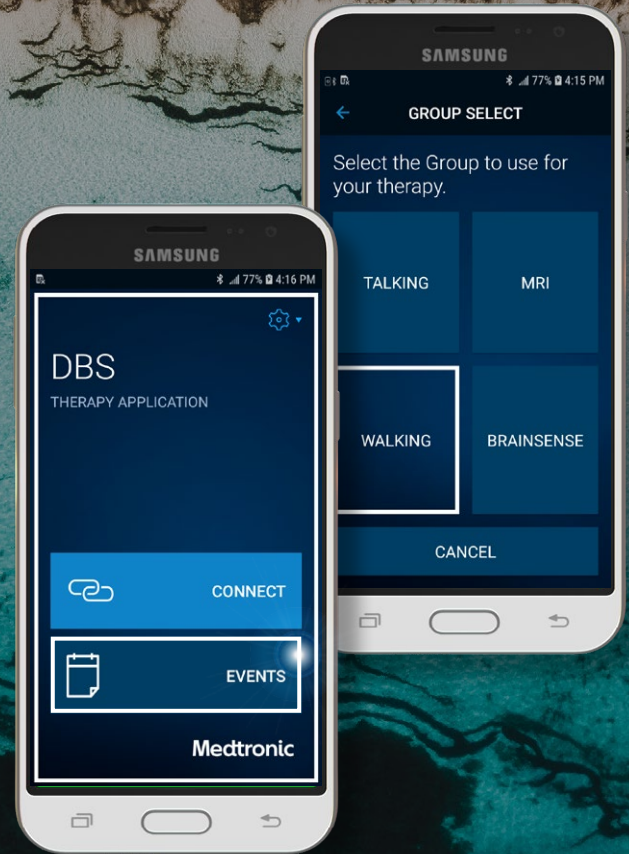 SAMSUNG
77% 4:15 PM
GROUP SELECT
Select the Group to use for
your therapy.
TALKING
MRI
WALKING
BRAINSENSE
CANCEL
SAMSUNG
77% 4:16 PM
DBS
THERAPY APPLICATION
CONNECT
EVENTS
Medtronic